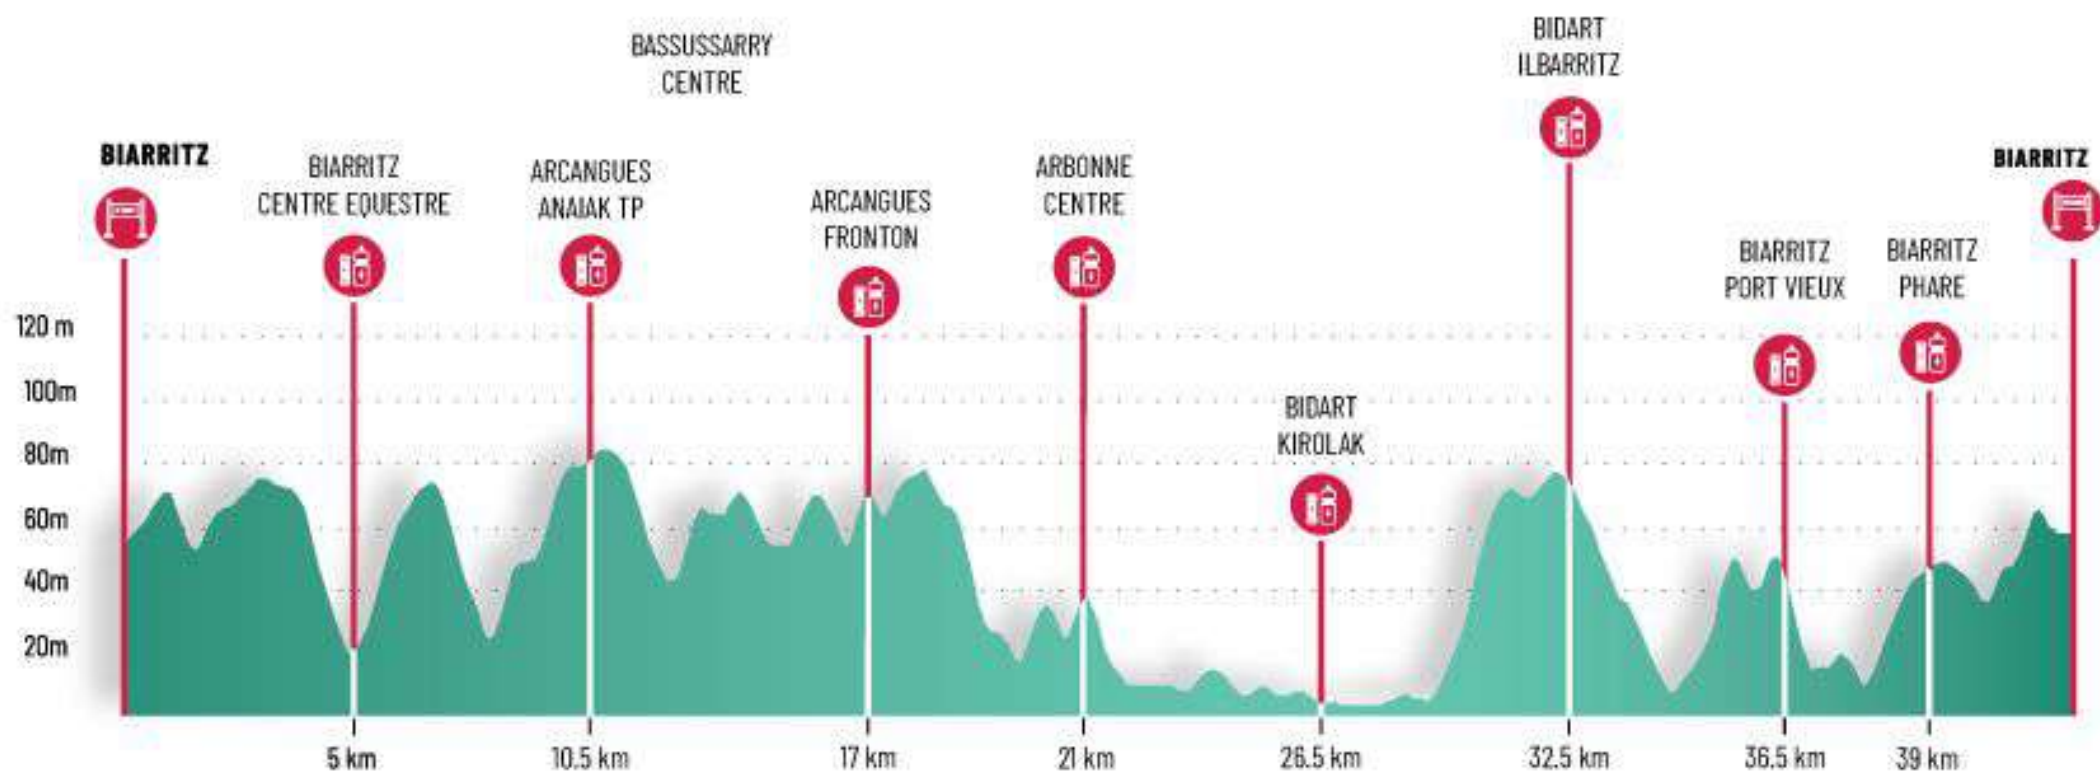 BASSUSSARRY
CENTRE
BIDART
ILBARRITZ
BIARRITZ
BIARRITZ
CENTRE EQUESTRE
ARCANGUES
ANAIAK TP
ARCANGUES
FRONTON
ARBONNE
CENTRE
BIARRITZ
BIARRITZ
PORT VIEUX
BIARRITZ
PHARE
BIDART
KIROLAK
120 m
100m
80m
60m
40m
20m
5 km
10.5 km
17 km
21 km
26.5 km
32.5 km
36.5 km
39 km